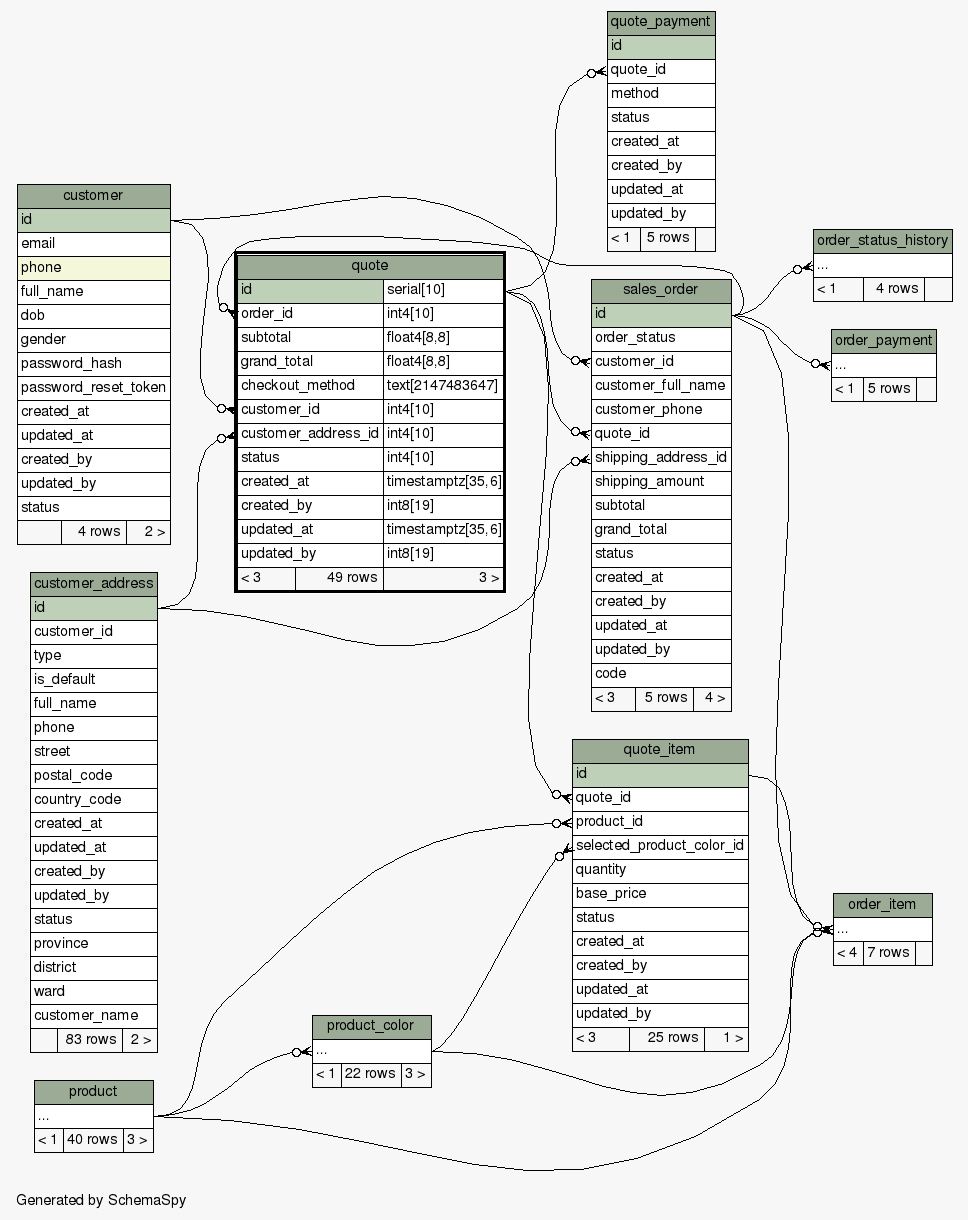 quote_payment
id
quote_id
method
status
created_at
created_by
updated_at
updated_by
< 1 5 rows
customer
id
email
phone
full_name
dob
gender
password_hash
password_reset_token
created_at
updated_at
created_by
updated_by
status
4 rows 2 >
quote
id serial[10]
order_id int4[10]
subtotal float4[8,8]
grand_total float4[8,8]
checkout_method text[2147483647]
customer_id int4[10]
customer_address_id int4[10]
status int4[10]
created_at timestamptz[35,6]
created_by int8[19]
updated_at timestamptz[35,6]
updated_by int8[19]
< 3 49 rows 3 >
sales_order
id
order_status
customer_id
customer_full_name
customer_phone
quote_id
shipping_address_id
shipping_amount
subtotal
grand_total
status
created_at
created_by
updated_at
updated_by
code
< 3 5 rows 4 >
order_status_history
...
< 1 4 rows
order_payment
...
< 1 5 rows
customer_address
id
customer_id
type
is_default
full_name
phone
street
postal_code
country_code
created_at
updated_at
created_by
updated_by
status
province
district
ward
customer_name
83 rows 2 >
quote_item
id
quote_id
product_id
selected_product_color_id
quantity
base_price
status
created_at
created_by
updated_at
updated_by
< 3 25 rows 1 >
order_item
...
< 4 7 rows
product_color
...
< 1 22 rows 3 >
product
...
< 1 40 rows 3 >
Generated by SchemaSpy